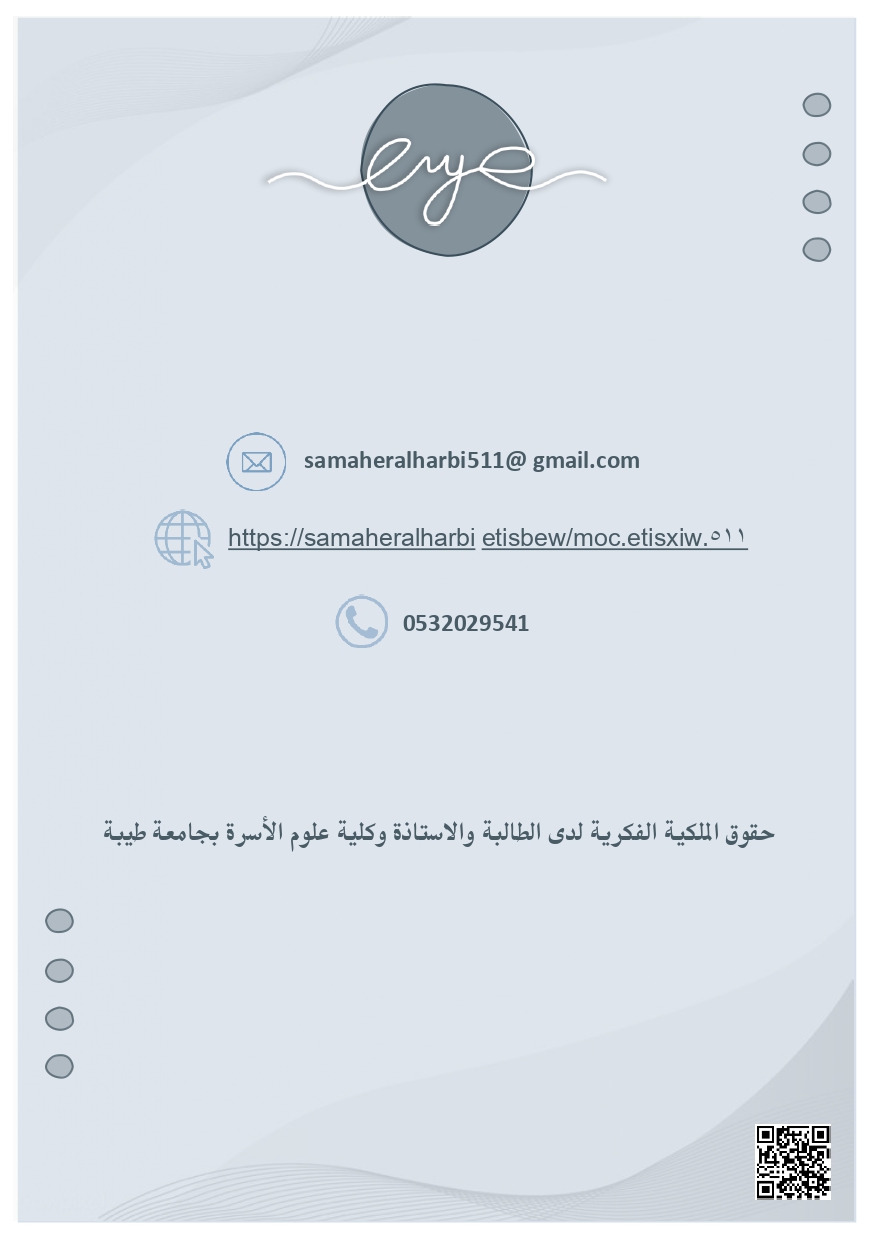 samaheralharbi511@ gmail.com
https://samaheralharbi etisbew/moc.etisxiw.٥١١
0532029541
حقوق الملكية الفكرية لدى الطالبة والاستاذة وكلية علوم الأسرة بجامعة طيبة